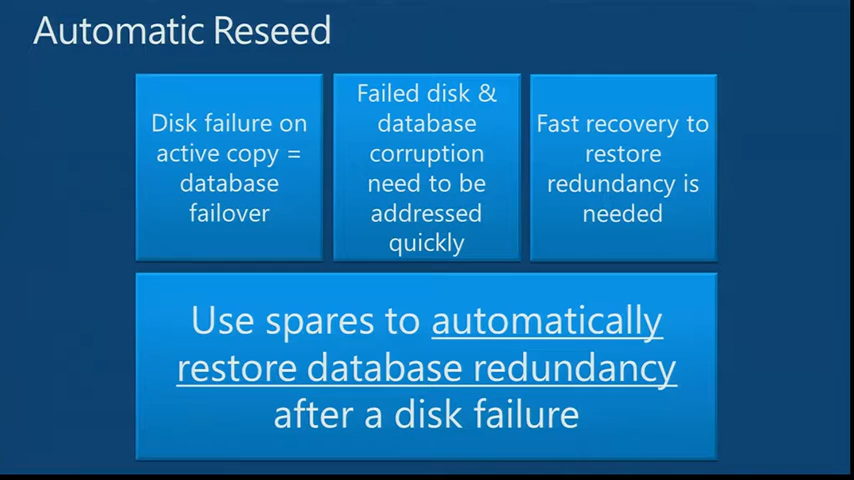 Automatic Reseed
Disk failure on
active copy =
database
failover
Failed disk &
database
corruption
need to be
addressed
quickly
Fast recovery to
restore
redundancy is
needed
Use spares to automatically
restore database redundancy
after a disk failure